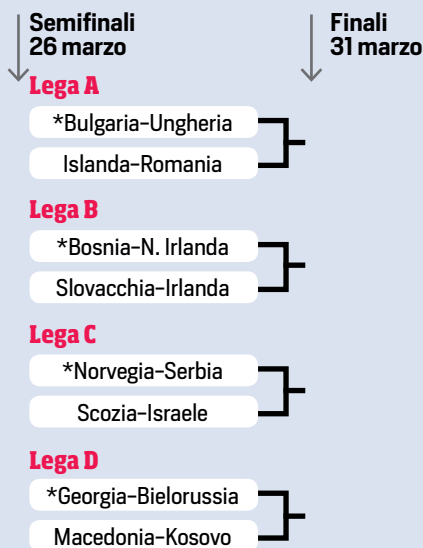 Semifinali
26 marzo
Finali
31 marzo
Lega A
*Bulgaria-Ungheria
Islanda-Romania
Lega B
*Bosnia-N. Irlanda
Slovacchia-Irlanda
Lega C
*Norvegia-Serbia
Scozia-Israele
Lega D
*Georgia-Bielorussia
Macedonia-Kosovo